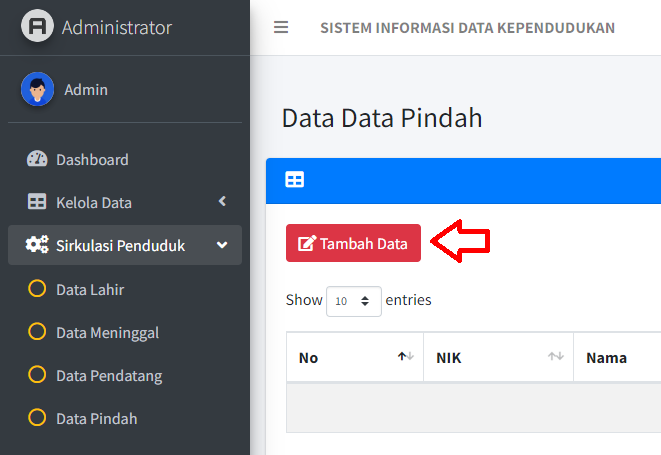 Administrator
SISTEM INFORMASI DATA KEPENDUDUKAN
Admin
Dashboard
Kelola Data
Sirkulasi Penduduk
Data Lahir
Data Meninggal
Data Pendatang
Data Pindah
Data Data Pindah
Tambah Data
Show 10 entries
No NIK Nama